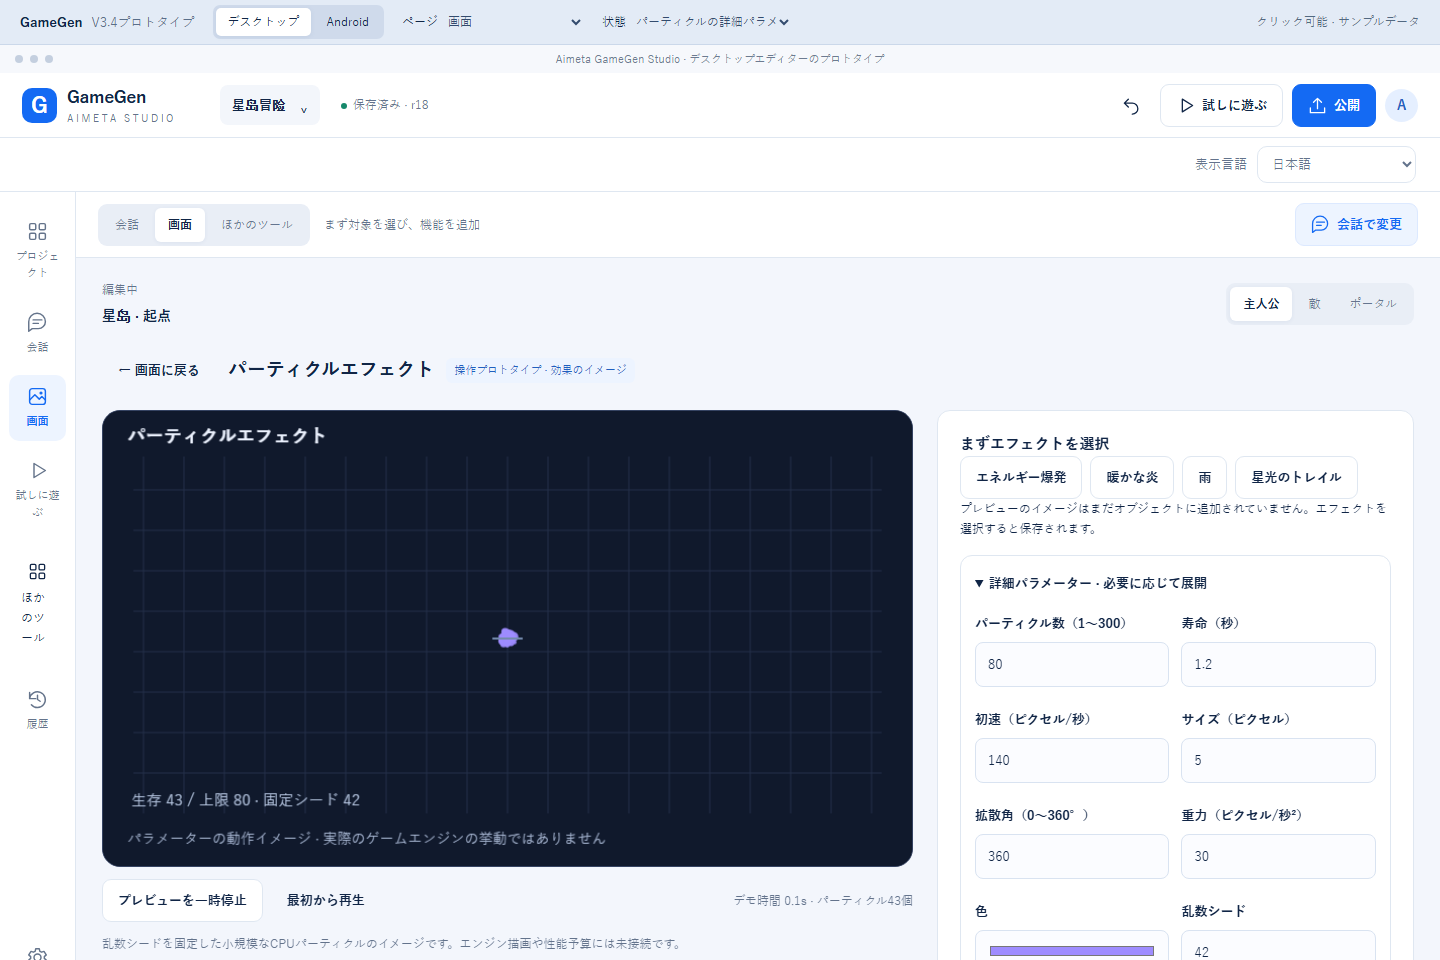 GameGen V3.4プロトタイプ デスクトップ Android ページ 画面 状態 パーティクルの詳細パラメ クリック可能 · サンプルデータ
Aimeta GameGen Studio · デスクトップエディターのプロトタイプ
G GameGen
AIMETA STUDIO
星岛冒险
保存済み · r18
試しに遊ぶ
公開
A
表示言語 日本語
プロジェ
クト
会話
画面
試しに遊
ぶ
ほか
のツ
ール
履歴
会話 画面 ほかのツール まず対象を選び、機能を追加 会話で変更
編集中
星岛 · 起点
主人公 敵 ポータル
← 画面に戻る パーティクルエフェクト 操作プロトタイプ · 効果のイメージ
パーティクルエフェクト
生存 43 / 上限 80 · 固定シード 42
パラメーターの動作イメージ · 実際のゲームエンジンの挙動ではありません
プレビューを一時停止 最初から再生 デモ時間 0.1s · パーティクル43個
乱数シードを固定した小規模なCPUパーティクルのイメージです。エンジン描画や性能予算には未接続です。
まずエフェクトを選択
エネルギー爆発 暖かな炎 雨 星光のトレイル
プレビューのイメージはまだオブジェクトに追加されていません。エフェクトを
選択すると保存されます。
▼ 詳細パラメーター · 必要に応じて展開
パーティクル数（1〜300） 寿命（秒）
80 1.2
初速（ピクセル/秒） サイズ（ピクセル）
140 5
拡散角（0〜360°） 重力（ピクセル/秒²）
360 30
色 乱数シード
42